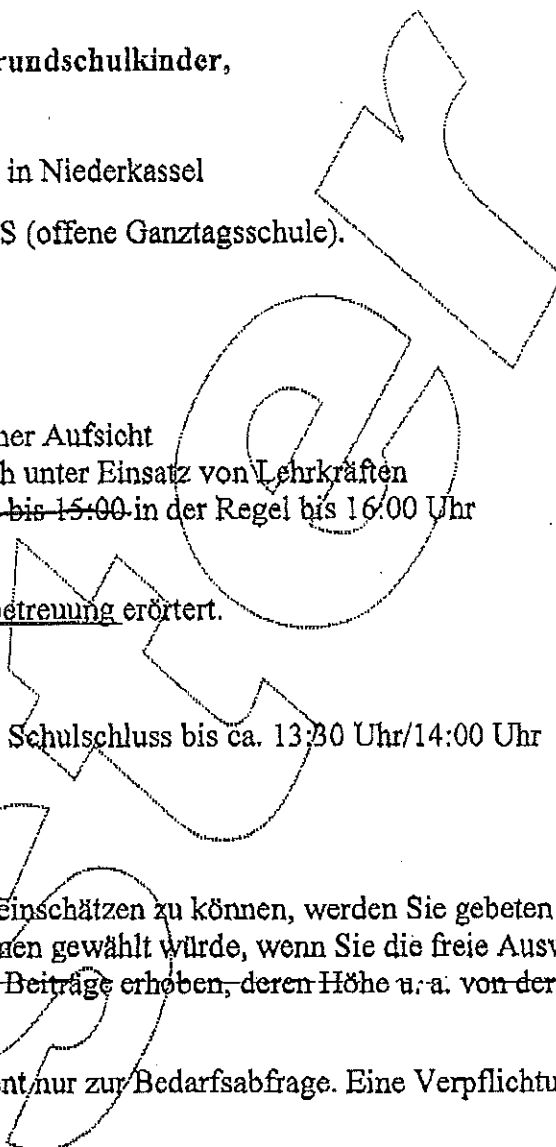 rundschulkinder,
in Niederkassel
S (offene Ganztagsschule).
ner Aufsicht
h unter Einsatz von Lehrkräften
bis 15:00 in der Regel bis 16:00 Uhr
betreuung erörtert.
Schulschluss bis ca. 13:30 Uhr/14:00 Uhr
einschätzen zu können, werden Sie gebeten
men gewählt würde, wenn Sie die freie Ausw
Beiträge erhoben, deren Höhe u. a. von der
nt nur zur Bedarfsabfrage. Eine Verpflichtu